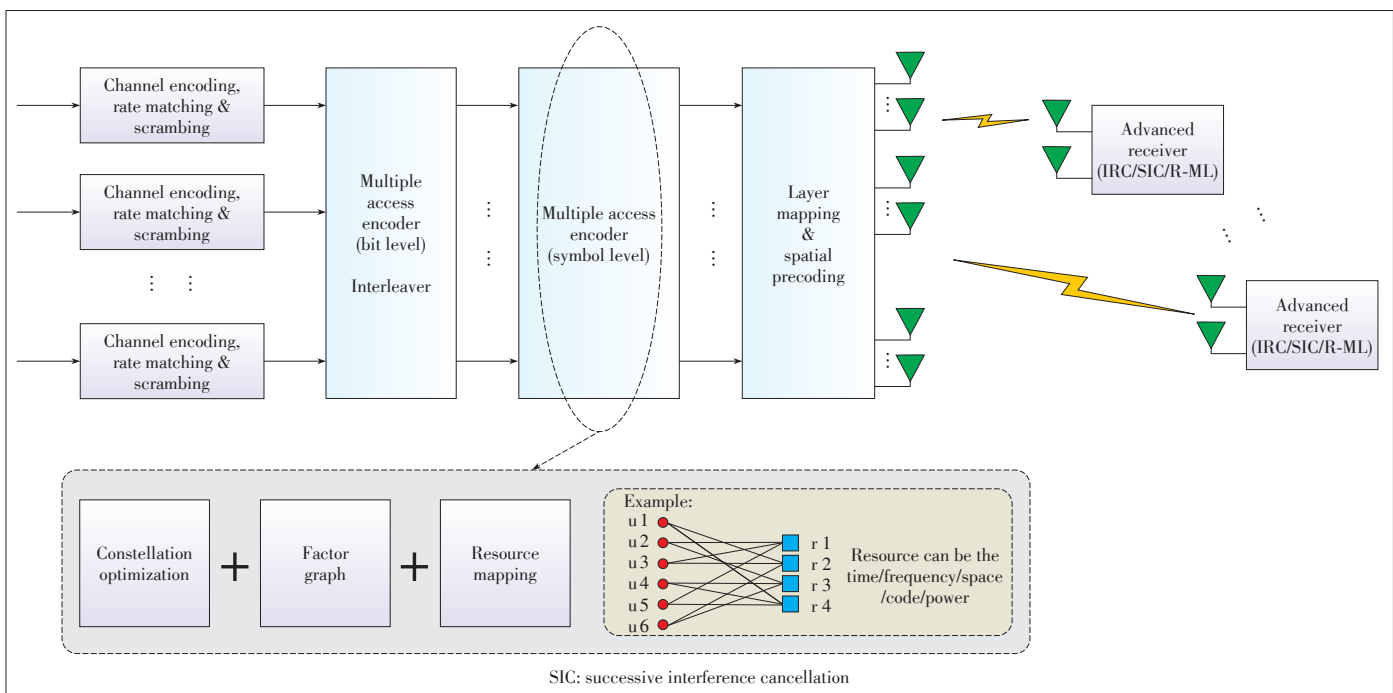 Channel encoding,
rate matching &
scrambing
Channel encoding,
rate matching &
scrambing
Channel encoding,
rate matching &
scrambing
Multiple
access
encoder
(bit level)
Interleaver
Multiple access
encoder
(symbol level)
Layer
mapping
&
spatial
precoding
Advanced
receiver
(IRC/SIC/R-ML)
Advanced
receiver
(IRC/SIC/R-ML)
Constellation
optimization
+
Factor
graph
+
Resource
mapping
Example:
u 1
u 2
u 3
u 4
u 5
u 6
r 1
r 2
r 3
r 4
Resource can be the
time/frequency/space
/code/power
SIC: successive interference cancellation